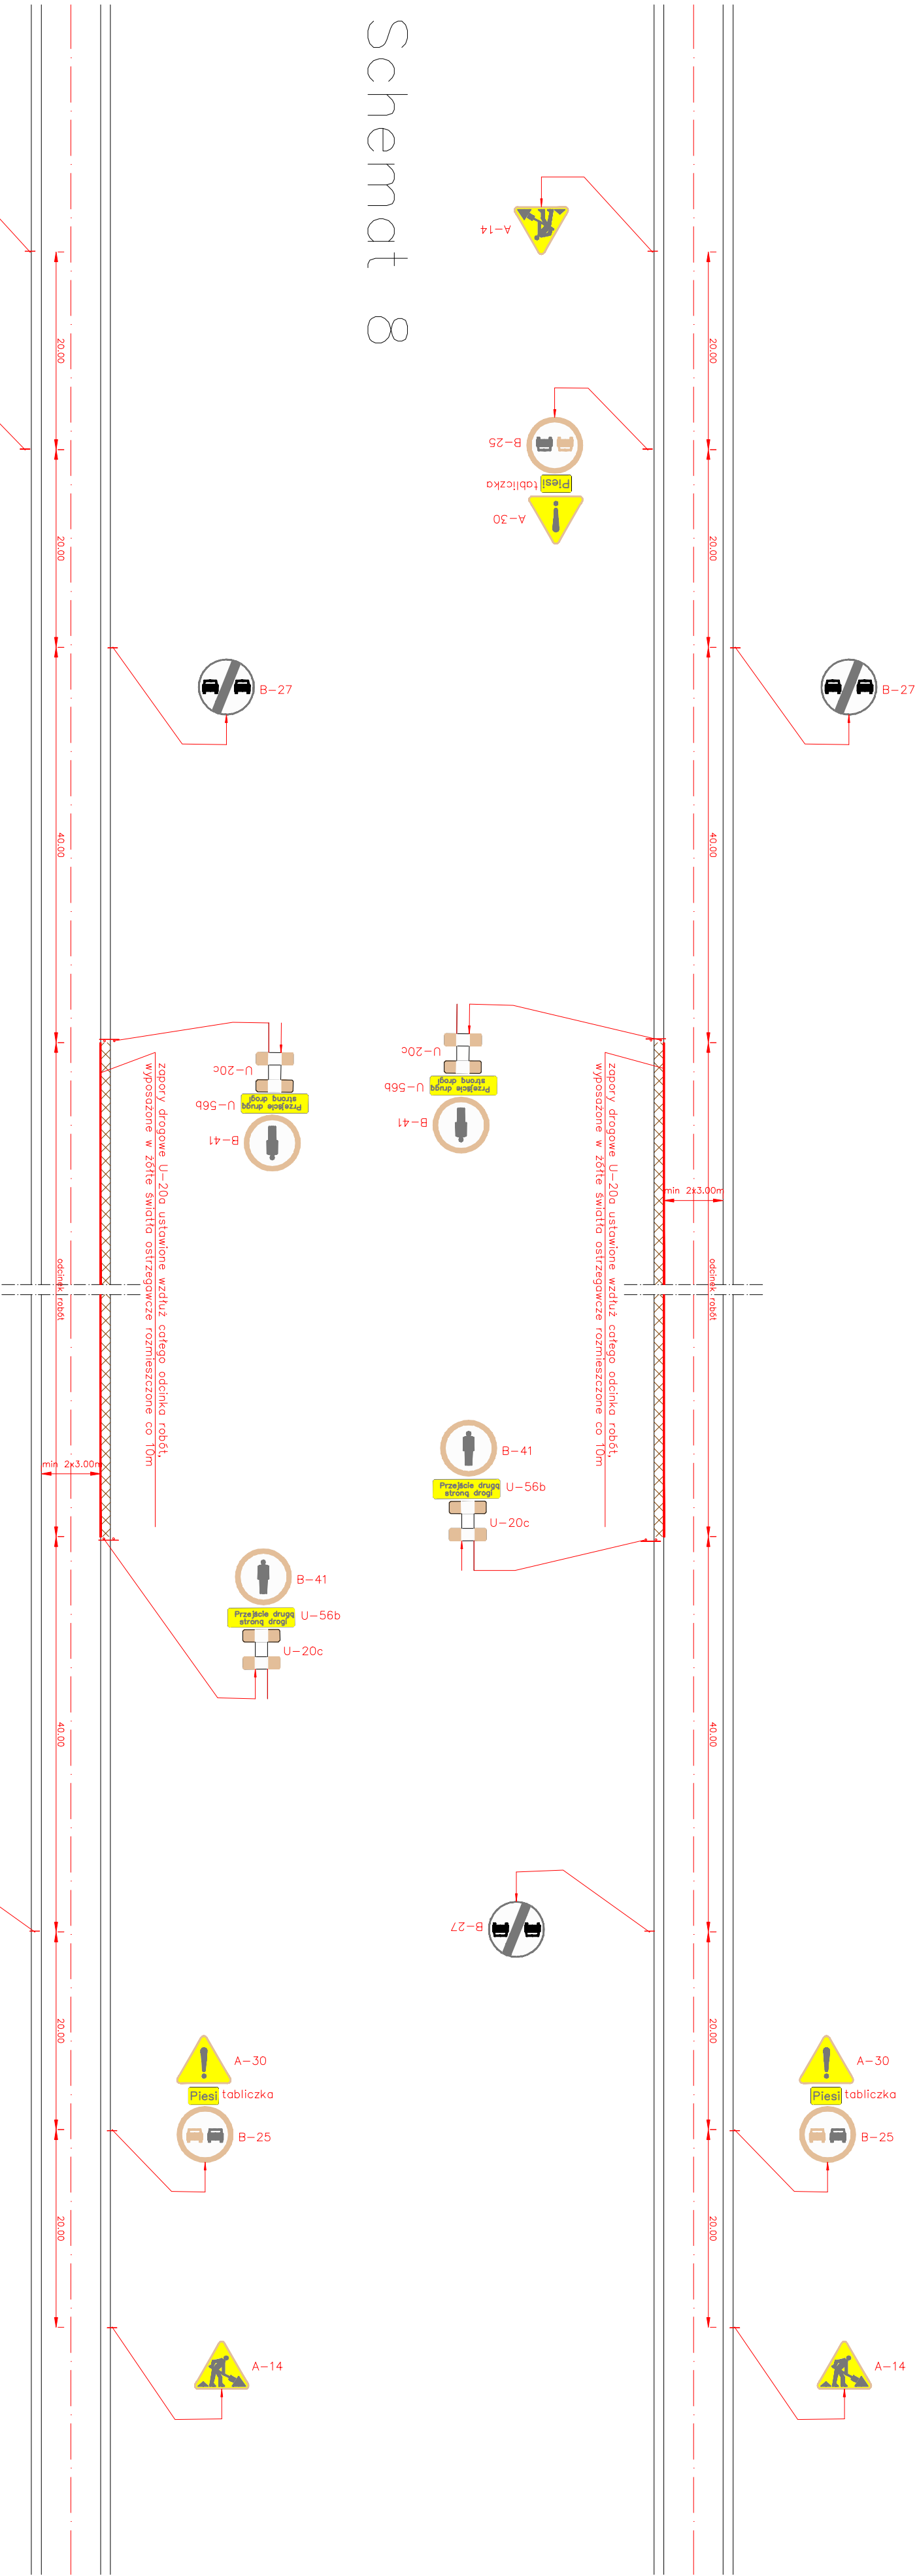 Schemat 8
A-14
20.00
20.00
B-25
Piesi
tabliczka
A-30
20.00
20.00
B-27
B-27
40.00
40.00
U-20c
Przejście drugą
strong drogi
U-56b
B-41
U-20c
Przejście drugą
strong drogi
U-56b
B-41
zapory drogowe U-20a ustawione wzdłuż całego odcinka robót,
wyposażone w żółte światła ostrzegawcze rozmieszczone co 10m
zapory drogowe U-20a ustawione wzdłuż całego odcinka robót,
wyposażone w żółte światła ostrzegawcze rozmieszczone co 10m
min 2x3.00m
odcinek robót
odcinek robót
min 2x3.00m
B-41
Przejście drugą
strong drogi
U-56b
U-20c
B-41
Przejście drugą
strong drogi
U-56b
U-20c
40.00
40.00
B-27
20.00
20.00
A-30
Piesi
tabliczka
B-25
A-30
Piesi
tabliczka
B-25
20.00
20.00
A-14
A-14